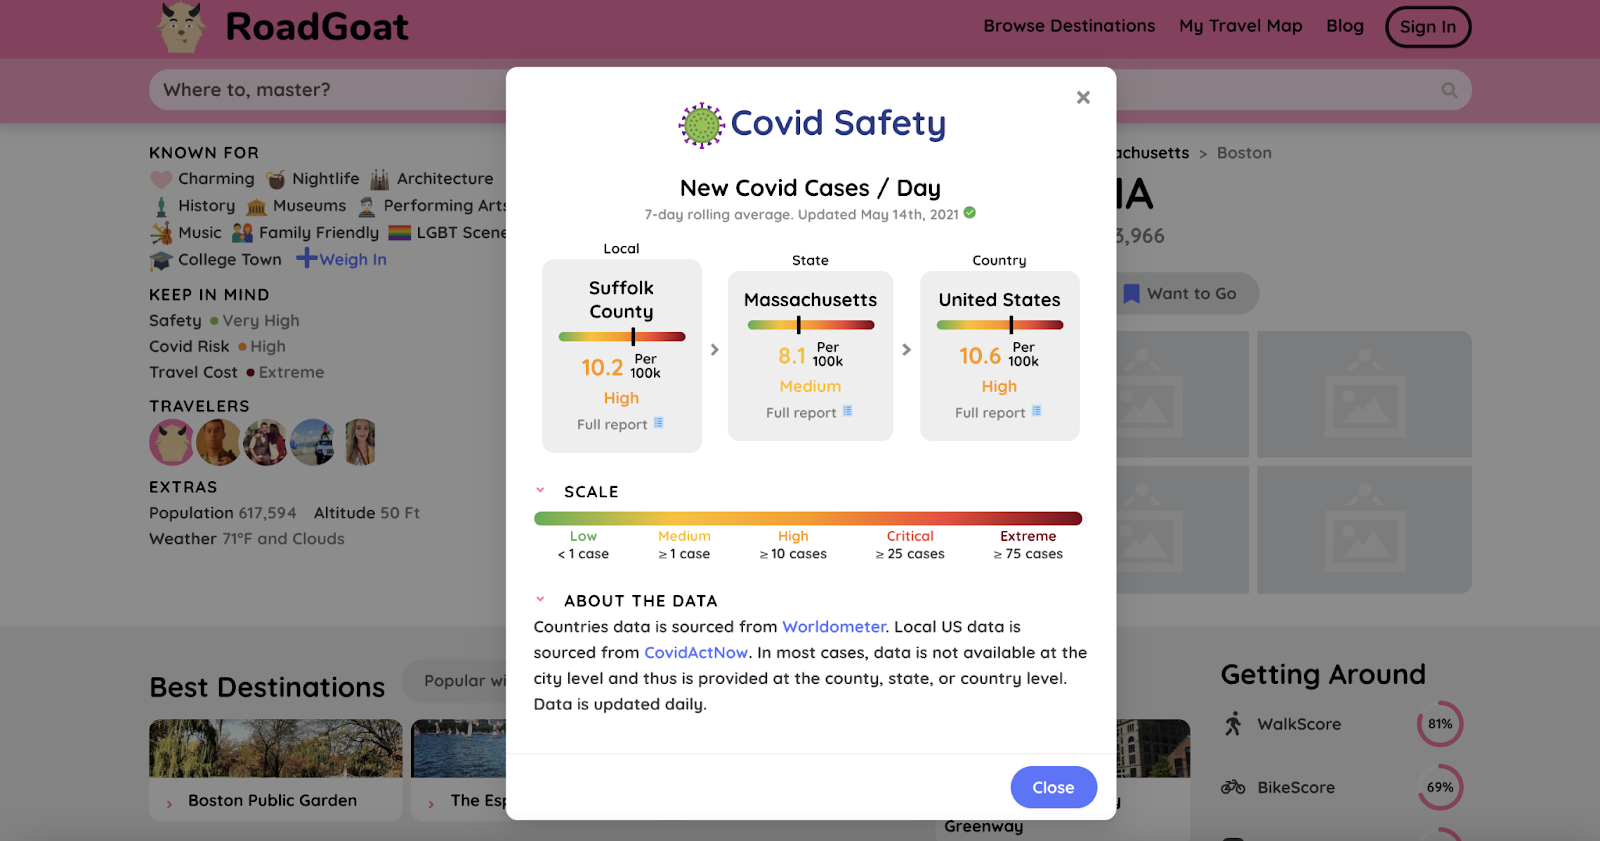 RoadGoat
Browse Destinations
My Travel Map
Blog
Sign In
Where to, master?
KNOWN FOR
Charming Nightlife Architecture
History Museums Performing Arts
Music Family Friendly LGBT Scene
College Town Weigh In
KEEP IN MIND
Safety Very High
Covid Risk High
Travel Cost Extreme
TRAVELERS
EXTRAS
Population 617,594 Altitude 50 Ft
Weather 71°F and Clouds
Covid Safety
New Covid Cases / Day
7-day rolling average. Updated May 14th, 2021
Local
Suffolk
County
10.2 Per
100k
High
Full report
State
Massachusetts
8.1 Per
100k
Medium
Full report
Country
United States
10.6 Per
100k
High
Full report
SCALE
Low Medium High Critical Extreme
< 1 case ≥ 1 case ≥ 10 cases ≥ 25 cases ≥ 75 cases
ABOUT THE DATA
Countries data is sourced from Worldometer. Local US data is
sourced from CovidActNow. In most cases, data is not available at the
city level and thus is provided at the county, state, or country level.
Data is updated daily.
Close
> Boston
Want to Go
Best Destinations
Popular
Boston Public Garden
The
Greenway
Getting Around
WalkScore 81%
BikeScore 69%